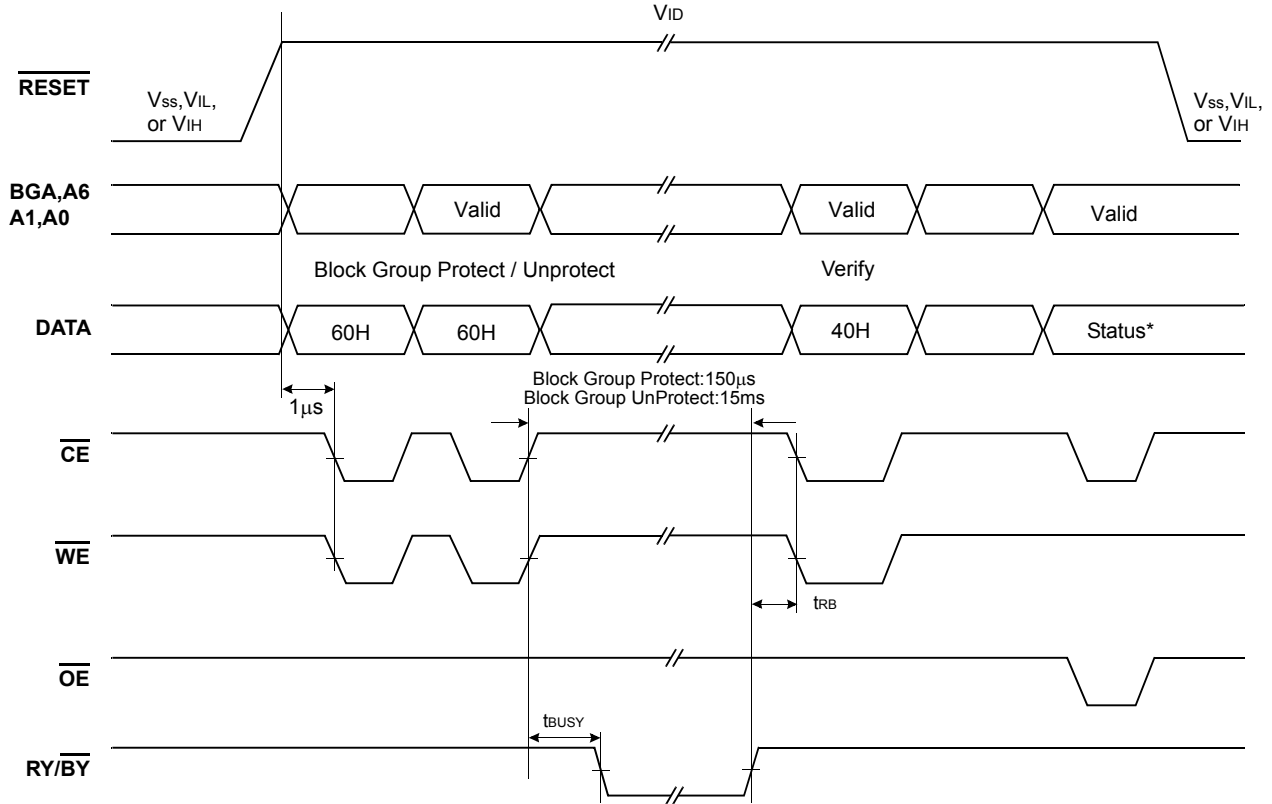 VID
RESET
Vss,VIL,
or VIH
Vss,VIL,
or VIH
BGA,A6
A1,A0
Valid
Valid
Valid
Block Group Protect / Unprotect
Verify
DATA
60H
60H
40H
Status*
Block Group Protect:150μs
Block Group UnProtect:15ms
1μs
CE
WE
tRB
OE
tBUSY
RY/BY